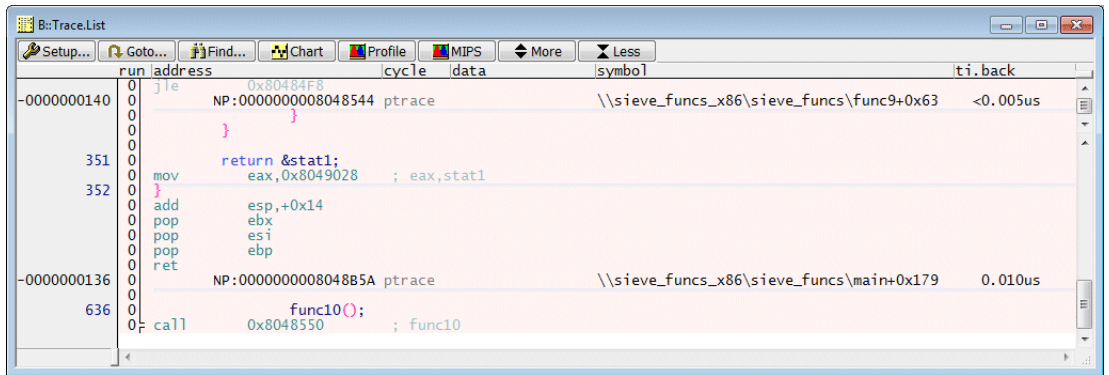 B::Trace.List
Setup... Goto... Find... Chart Profile MIPS More Less
run address cycle data symbol ti.back
0 jle 0x80484F8
-0000000140 0 NP:0000000008048544 ptrace \\sieve_funcs_x86\sieve_funcs\func9+0x63 <0.005us
0 }
0 }
0
351 0 return &stat1;
0 mov eax,0x8049028 ; eax,stat1
352 0 }
0 add esp,+0x14
0 pop ebx
0 pop esi
0 pop ebp
0 ret
-0000000136 0 NP:0000000008048B5A ptrace \\sieve_funcs_x86\sieve_funcs\main+0x179 0.010us
0
636 0 func10();
0 call 0x8048550 ; func10